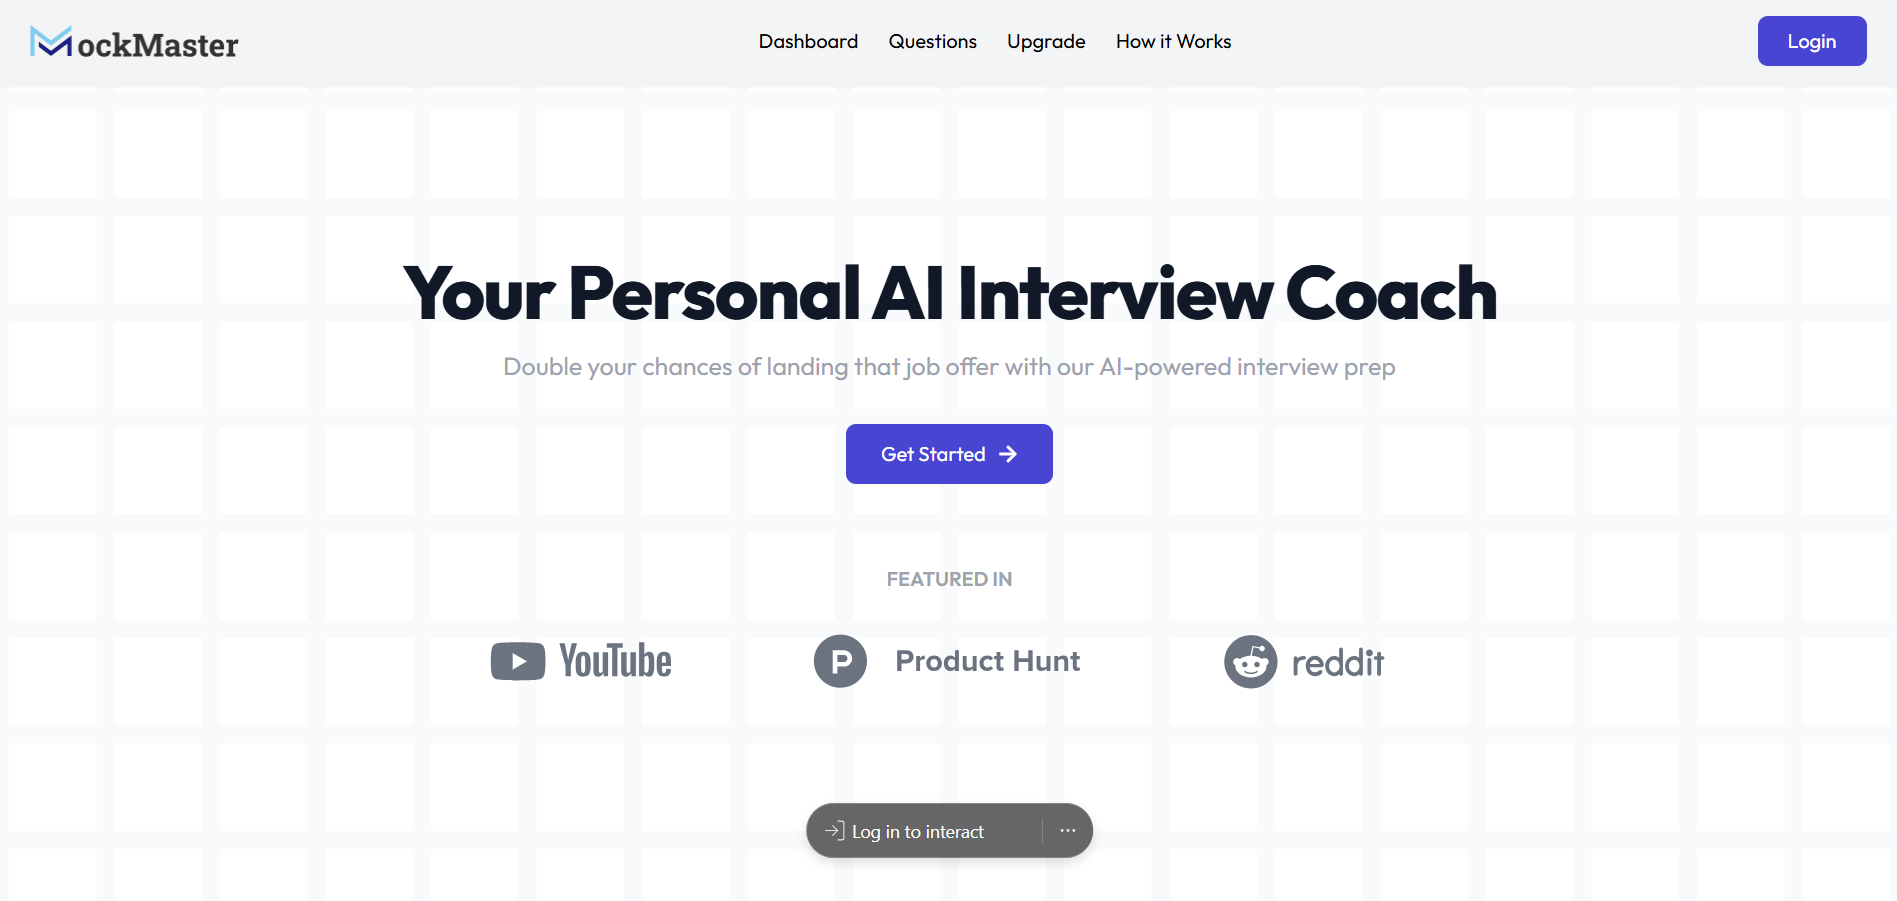 MockMaster
Dashboard Questions Upgrade How it Works
Login
Your Personal AI Interview Coach
Double your chances of landing that job offer with our AI-powered interview prep
Get Started
FEATURED IN
YouTube
P Product Hunt
reddit
Log in to interact